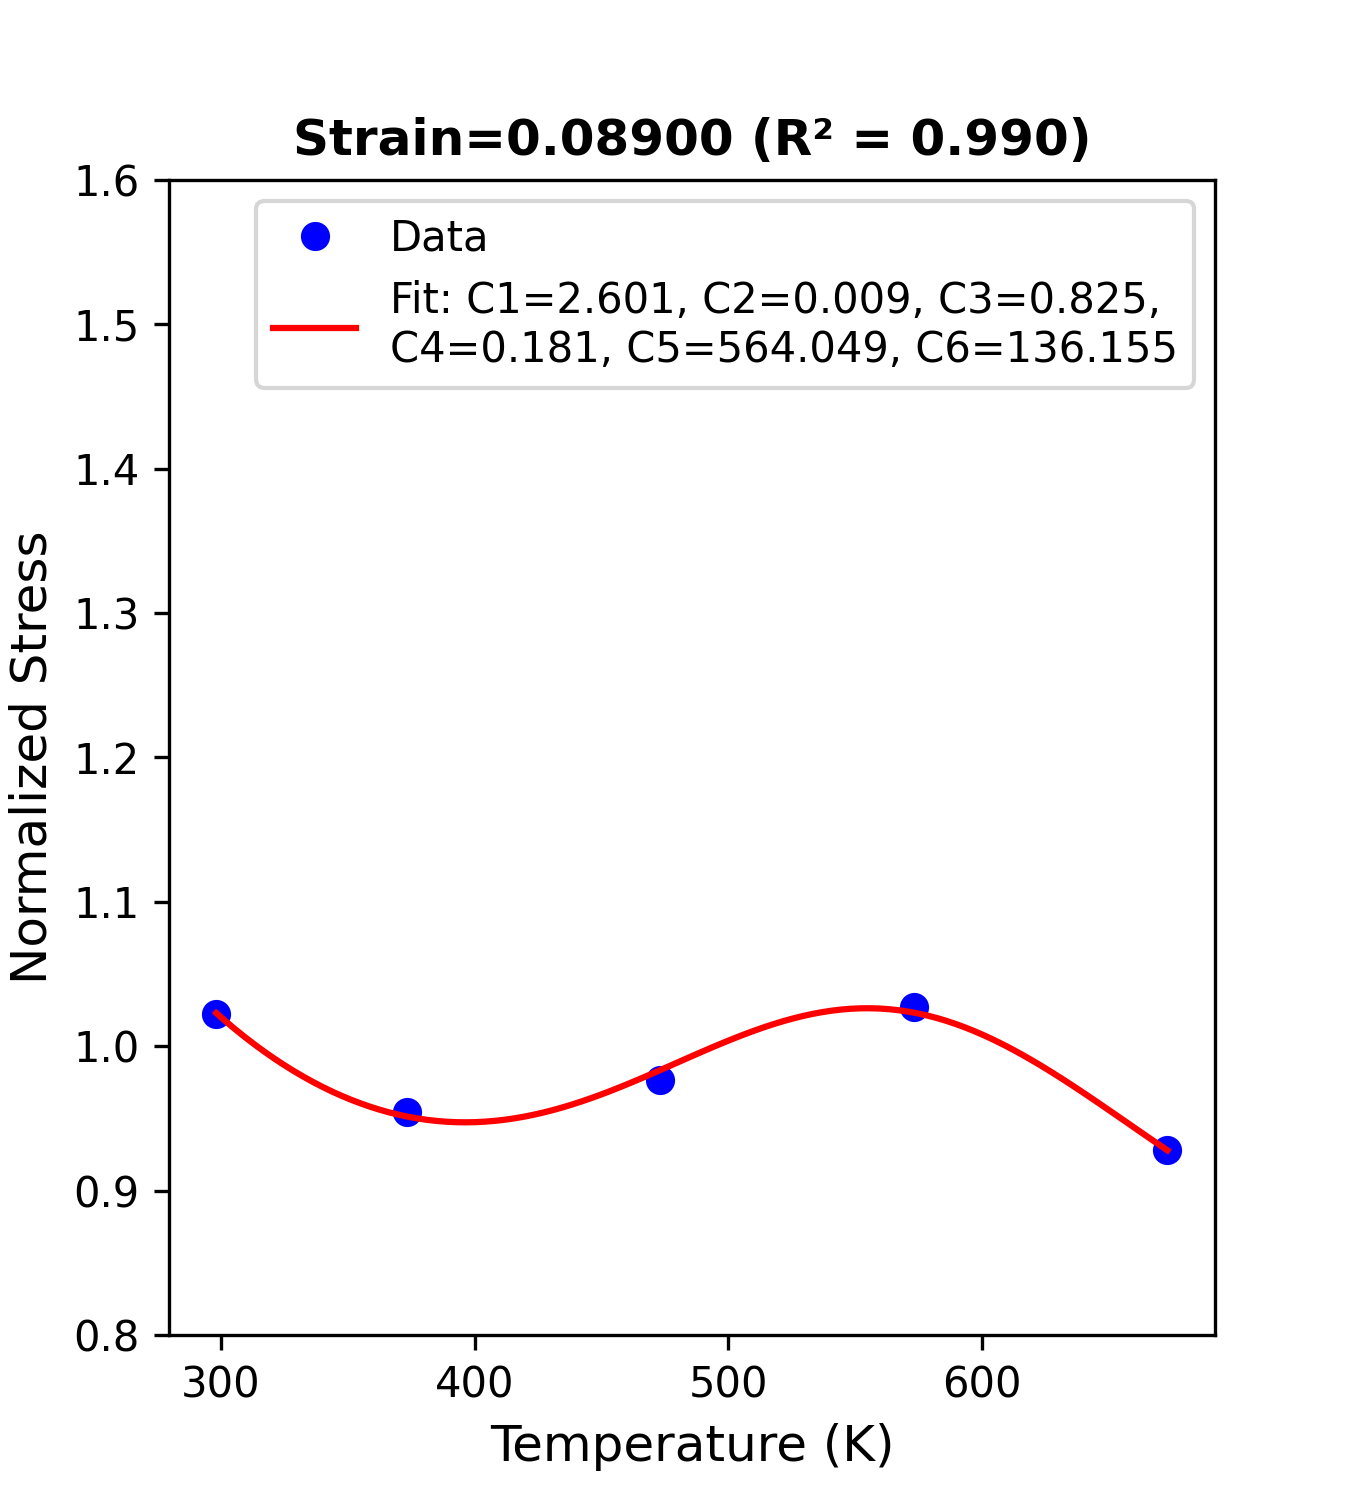 Strain=0.08900 (R² = 0.990)
Data
Fit: C1=2.601, C2=0.009, C3=0.825,
C4=0.181, C5=564.049, C6=136.155
1.6
1.5
1.4
1.3
1.2
1.1
1.0
0.9
0.8
Normalized Stress
300 400 500 600
Temperature (K)